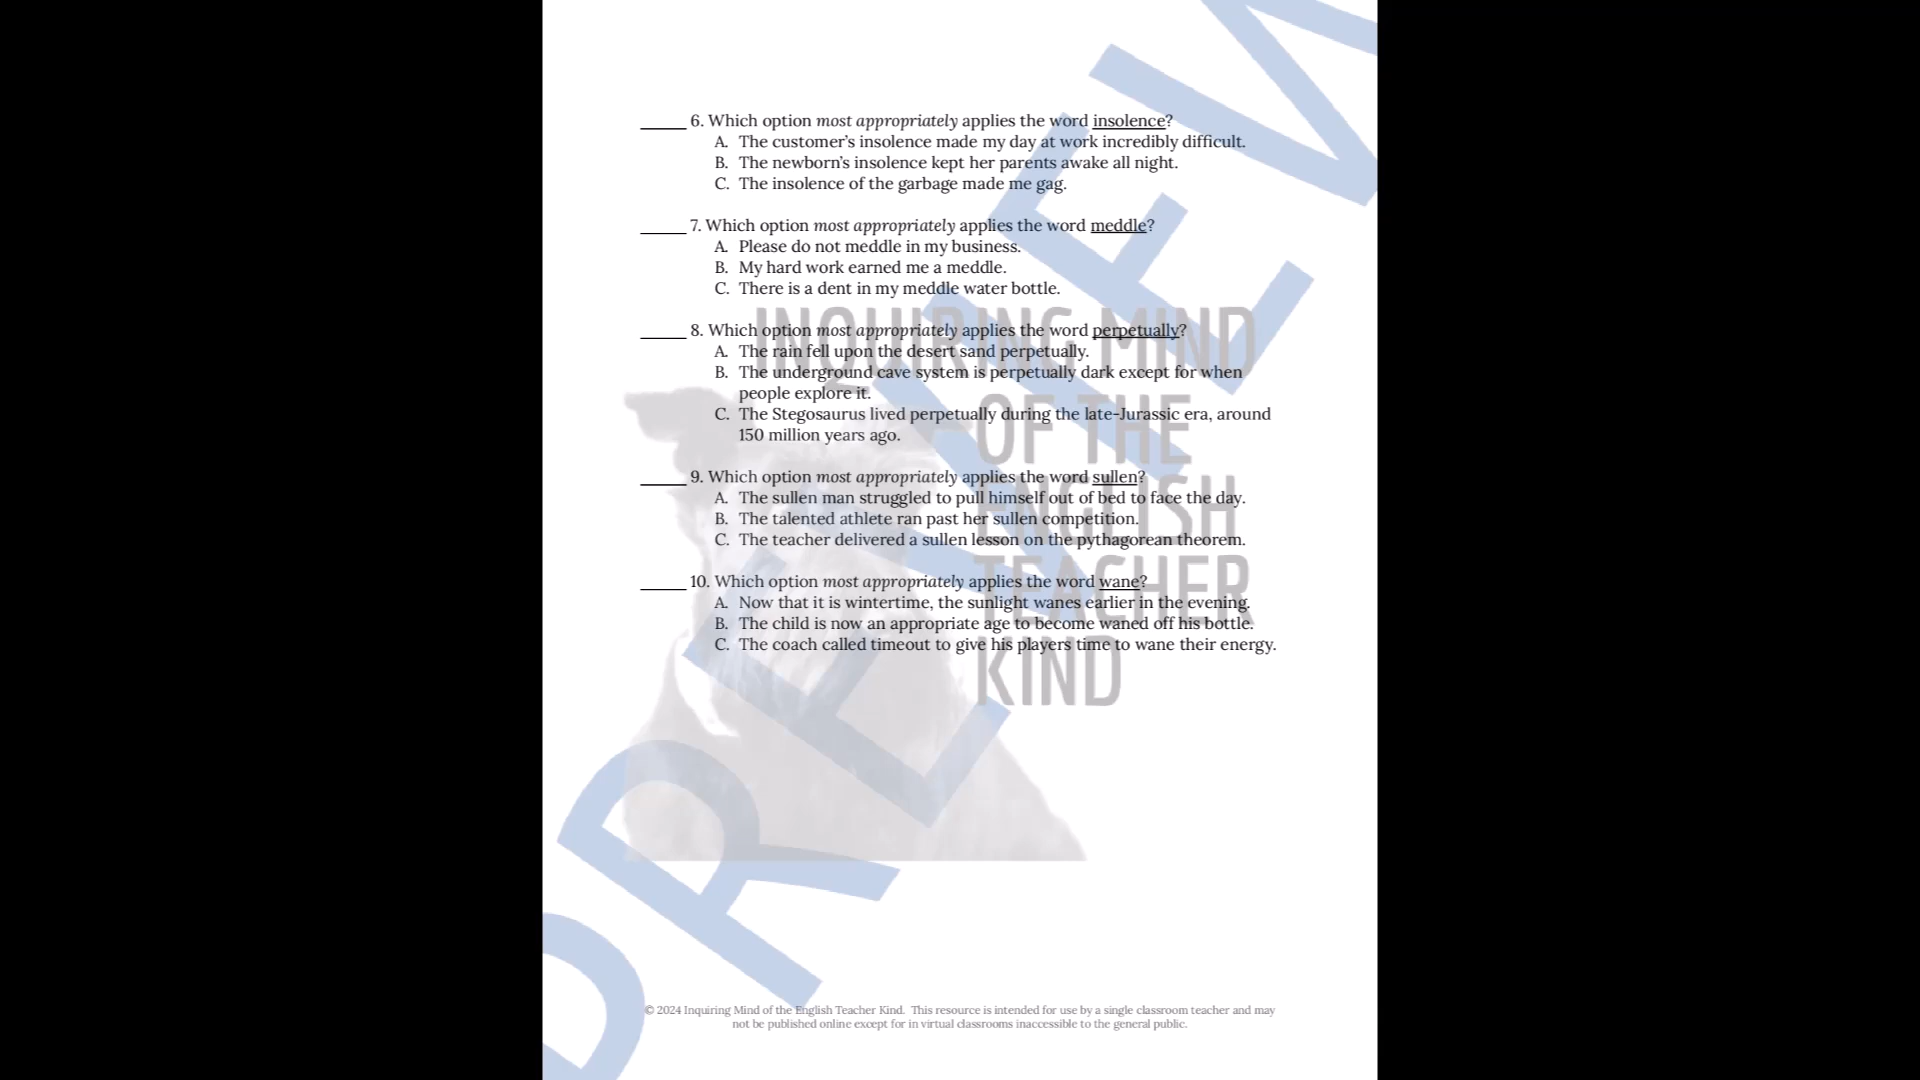 _____ 6. Which option most appropriately applies the word insolence?
A. The customer's insolence made my day at work incredibly difficult.
B. The newborn's insolence kept her parents awake all night.
C. The insolence of the garbage made me gag.
_____ 7. Which option most appropriately applies the word meddle?
A. Please do not meddle in my business.
B. My hard work earned me a meddle.
C. There is a dent in my meddle water bottle.
_____ 8. Which option most appropriately applies the word perpetually?
A. The rain fell upon the desert sand perpetually.
B. The underground cave system is perpetually dark except for when
people explore it.
C. The Stegosaurus lived perpetually during the late-Jurassic era, around
150 million years ago.
_____ 9. Which option most appropriately applies the word sullen?
A. The sullen man struggled to pull himself out of bed to face the day.
B. The talented athlete ran past her sullen competition.
C. The teacher delivered a sullen lesson on the pythagorean theorem.
_____ 10. Which option most appropriately applies the word wane?
A. Now that it is wintertime, the sunlight wanes earlier in the evening.
B. The child is now an appropriate age to become waned off his bottle.
C. The coach called timeout to give his players time to wane their energy.
INQUIRING MIND
OF THE
ENGLISH
TEACHER
KIND
PREVIEW
© 2024 Inquiring Mind of the English Teacher Kind. This resource is intended for use by a single classroom teacher and may
not be published online except for in virtual classrooms inaccessible to the general public.